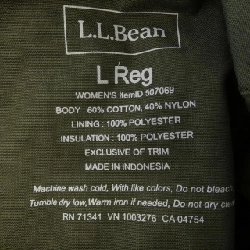 L.L.Bean
L Reg
WOMEN'S ItemID 507069
BODY : 60% COTTON, 40% NYLON
LINING : 100% POLYESTER
INSULATION : 100% POLYESTER
EXCLUSIVE OF TRIM
MADE IN INDONESIA
Machine wash cold, With like colors, Do not bleach
Tumble dry low, Warm iron if needed, Do not dry clean
RN 71341 VN 1003276 CA 04764